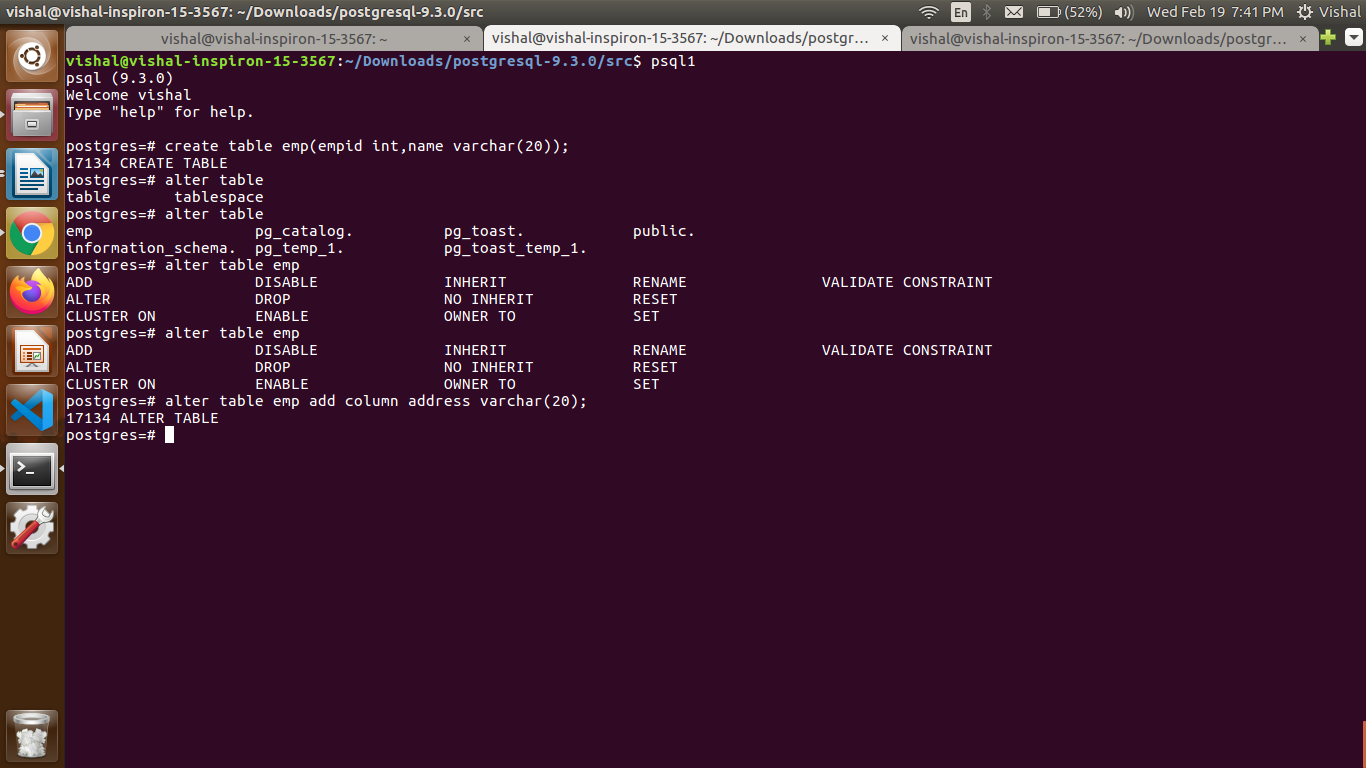 vishal@vishal-inspiron-15-3567: ~/Downloads/postgresql-9.3.0/src
En
(52%)
Wed Feb 19 7:41 PM
Vishal
vishal@vishal-inspiron-15-3567: ~ ×
vishal@vishal-inspiron-15-3567: ~/Downloads/postgr... ×
vishal@vishal-inspiron-15-3567: ~/Downloads/postgr... ×
vishal@vishal-inspiron-15-3567:~/Downloads/postgresql-9.3.0/src$ psql1
psql (9.3.0)
Welcome vishal
Type "help" for help.
postgres=# create table emp(empid int,name varchar(20));
17134 CREATE TABLE
postgres=# alter table
table       tablespace
postgres=# alter table
emp                  pg_catalog.          pg_toast.            public.
information_schema.  pg_temp_1.           pg_toast_temp_1.
postgres=# alter table emp
ADD                  DISABLE              INHERIT              RENAME               VALIDATE CONSTRAINT
ALTER                DROP                 NO INHERIT           RESET
CLUSTER ON           ENABLE               OWNER TO             SET
postgres=# alter table emp
ADD                  DISABLE              INHERIT              RENAME               VALIDATE CONSTRAINT
ALTER                DROP                 NO INHERIT           RESET
CLUSTER ON           ENABLE               OWNER TO             SET
postgres=# alter table emp add column address varchar(20);
17134 ALTER TABLE
postgres=#